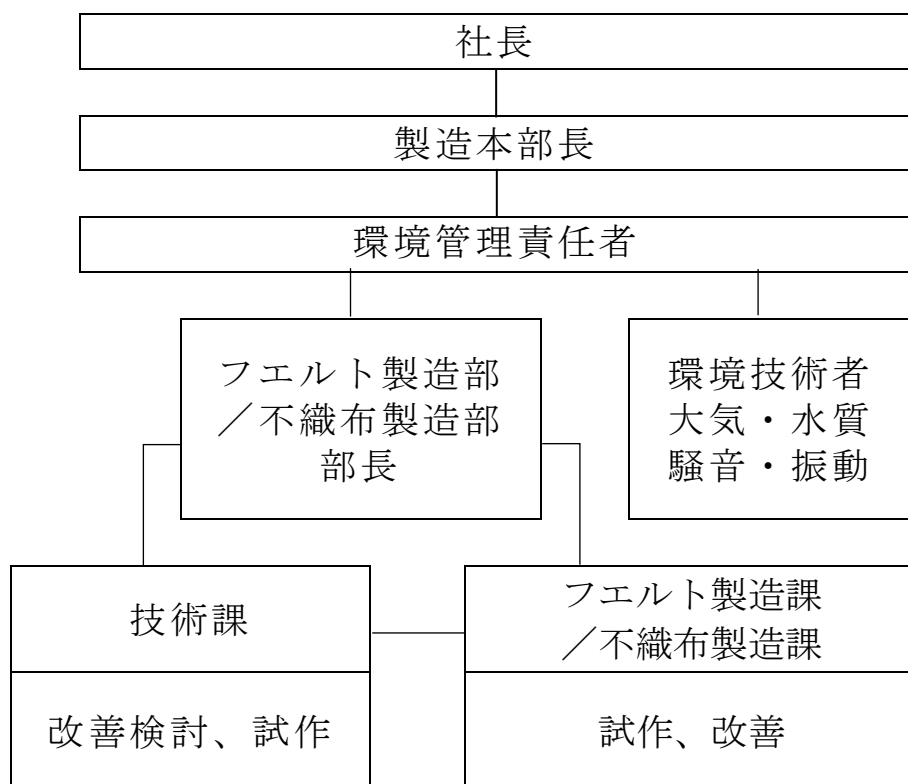 社長
製造本部長
環境管理責任者
フエルト製造部
／不織布製造部
部長
環境技術者
大気・水質
騒音・振動
技術課
フエルト製造課
／不織布製造課
改善検討、試作
試作、改善